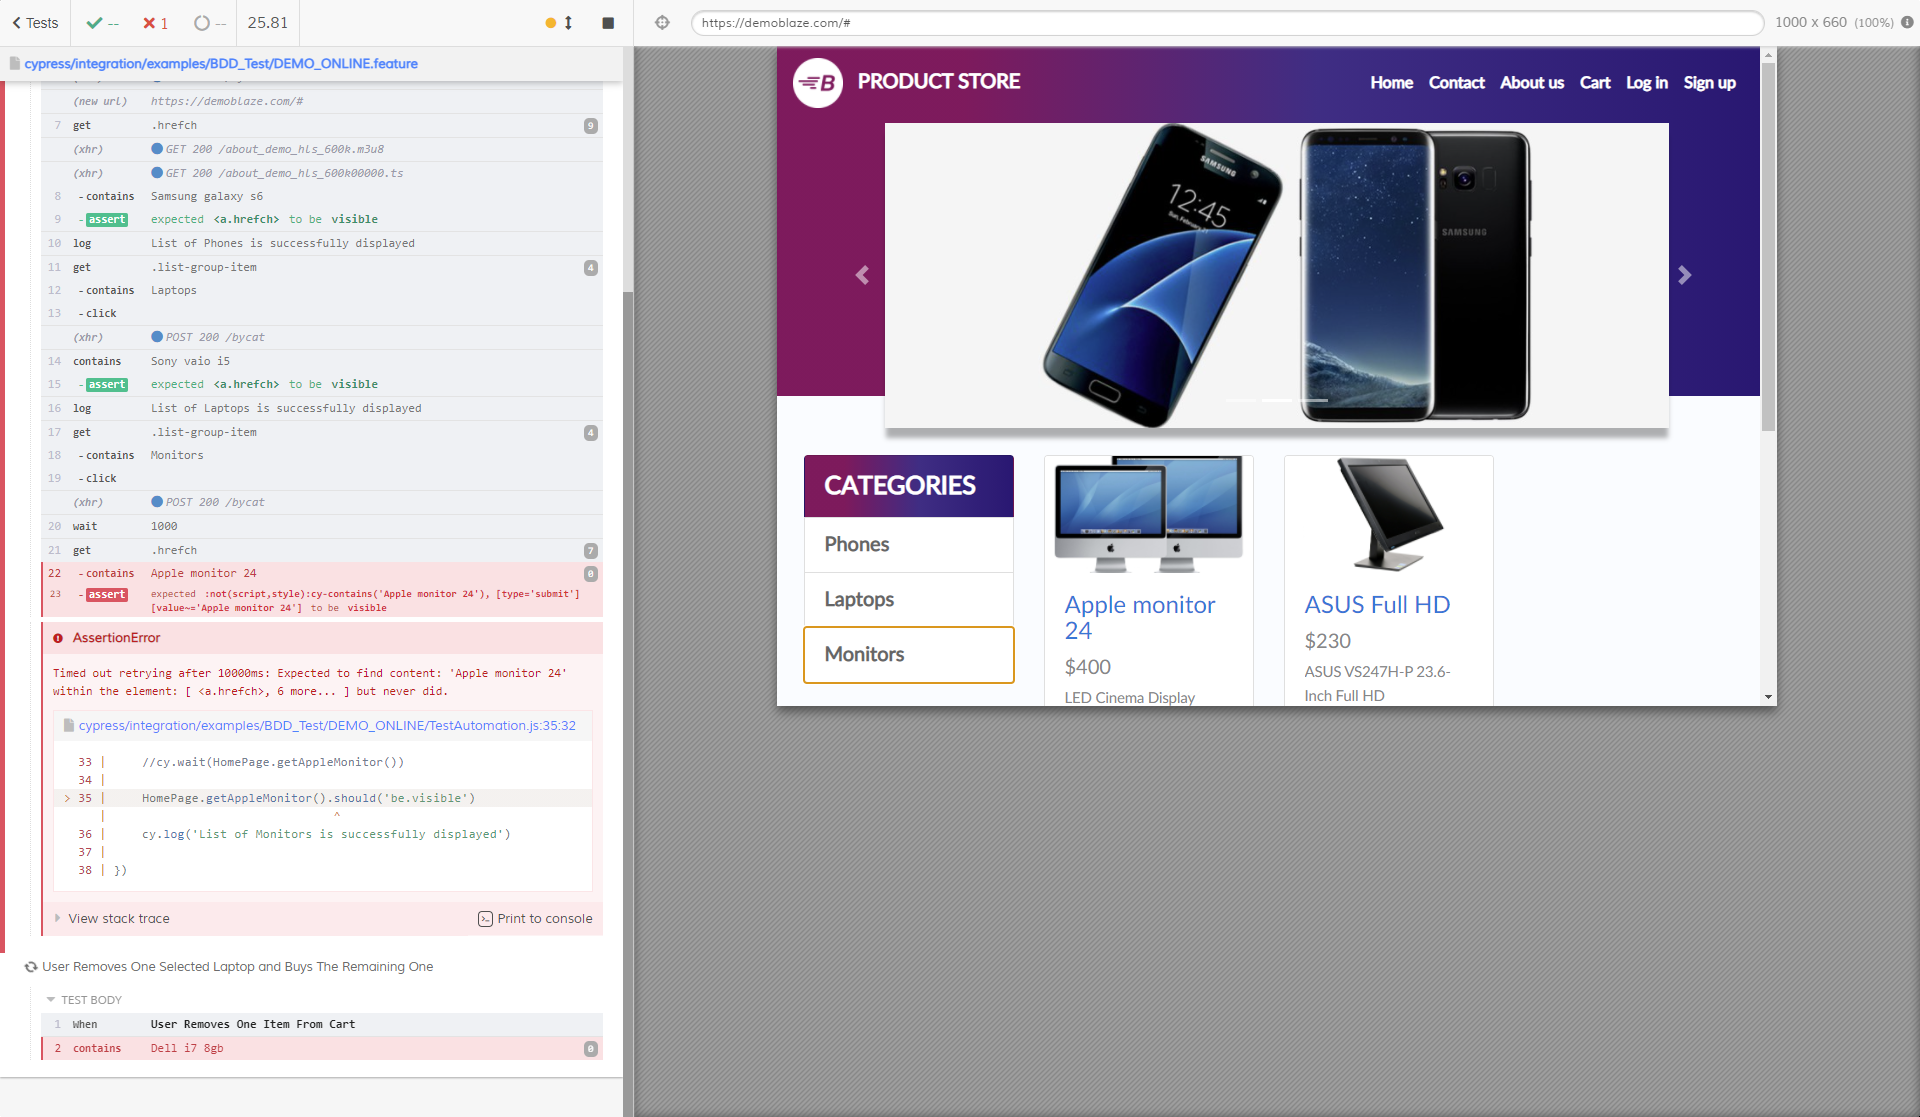 Tests
--
1
--
25.81
https://demoblaze.com/#
1000 x 660 (100%)
cypress/integration/examples/BDD_Test/DEMO_ONLINE.feature
(new url) https://demoblaze.com/#
7 get .hrefch 9
(xhr) GET 200 /about_demo_hls_600k.m3u8
(xhr) GET 200 /about_demo_hls_600k00000.ts
8 -contains Samsung galaxy s6
9 -assert expected <a.hrefch> to be visible
10 log List of Phones is successfully displayed
11 get .list-group-item 4
12 -contains Laptops
13 -click
(xhr) POST 200 /bycat
14 contains Sony vaio i5
15 -assert expected <a.hrefch> to be visible
16 log List of Laptops is successfully displayed
17 get .list-group-item 4
18 -contains Monitors
19 -click
(xhr) POST 200 /bycat
20 wait 1000
21 get .hrefch 7
22 -contains Apple monitor 24 0
23 -assert expected :not(script,style):cy-contains('Apple monitor 24'), [type='submit']
[value~='Apple monitor 24'] to be visible
AssertionError
Timed out retrying after 10000ms: Expected to find content: 'Apple monitor 24'
within the element: [ <a.hrefch>, 6 more... ] but never did.
cypress/integration/examples/BDD_Test/DEMO_ONLINE/TestAutomation.js:35:32
33 | //cy.wait(HomePage.getAppleMonitor())
34 |
> 35 | HomePage.getAppleMonitor().should('be.visible')
| ^
36 | cy.log('List of Monitors is successfully displayed')
37 |
38 | })
View stack trace
Print to console
User Removes One Selected Laptop and Buys The Remaining One
TEST BODY
1 When User Removes One Item From Cart
2 contains Dell i7 8gb 0
B
PRODUCT STORE
Home Contact About us Cart Log in Sign up
SAMSUNG
12:45
SAMSUNG
CATEGORIES
Phones
Laptops
Monitors
Apple monitor
24
$400
LED Cinema Display
ASUS Full HD
$230
ASUS VS247H-P 23.6-
Inch Full HD